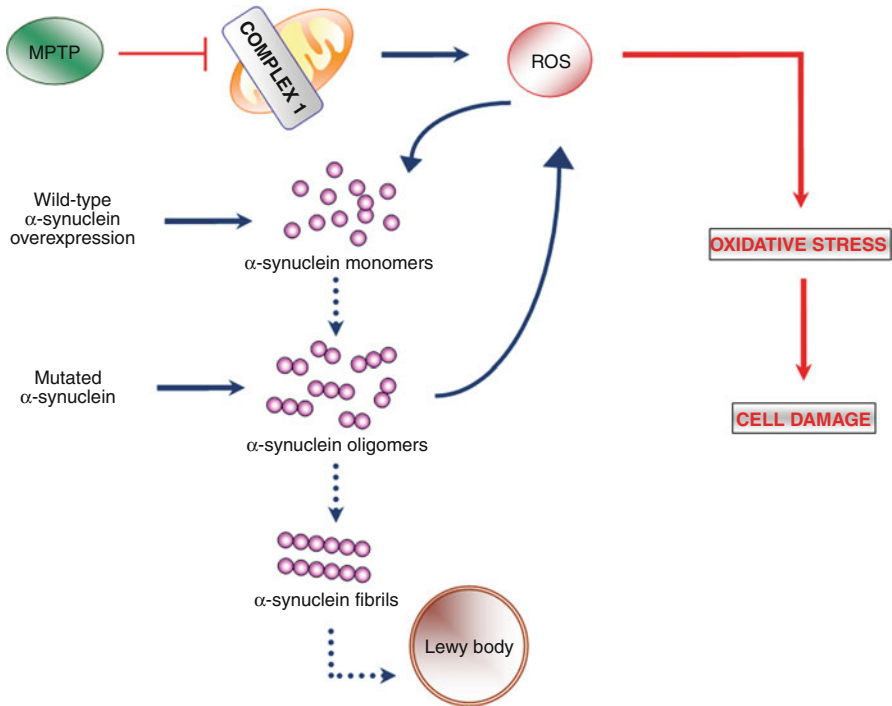 MPTP
COMPLEX 1
ROS
Wild-type
α-synuclein
overexpression
α-synuclein monomers
OXIDATIVE STRESS
Mutated
α-synuclein
α-synuclein oligomers
CELL DAMAGE
α-synuclein fibrils
Lewy body